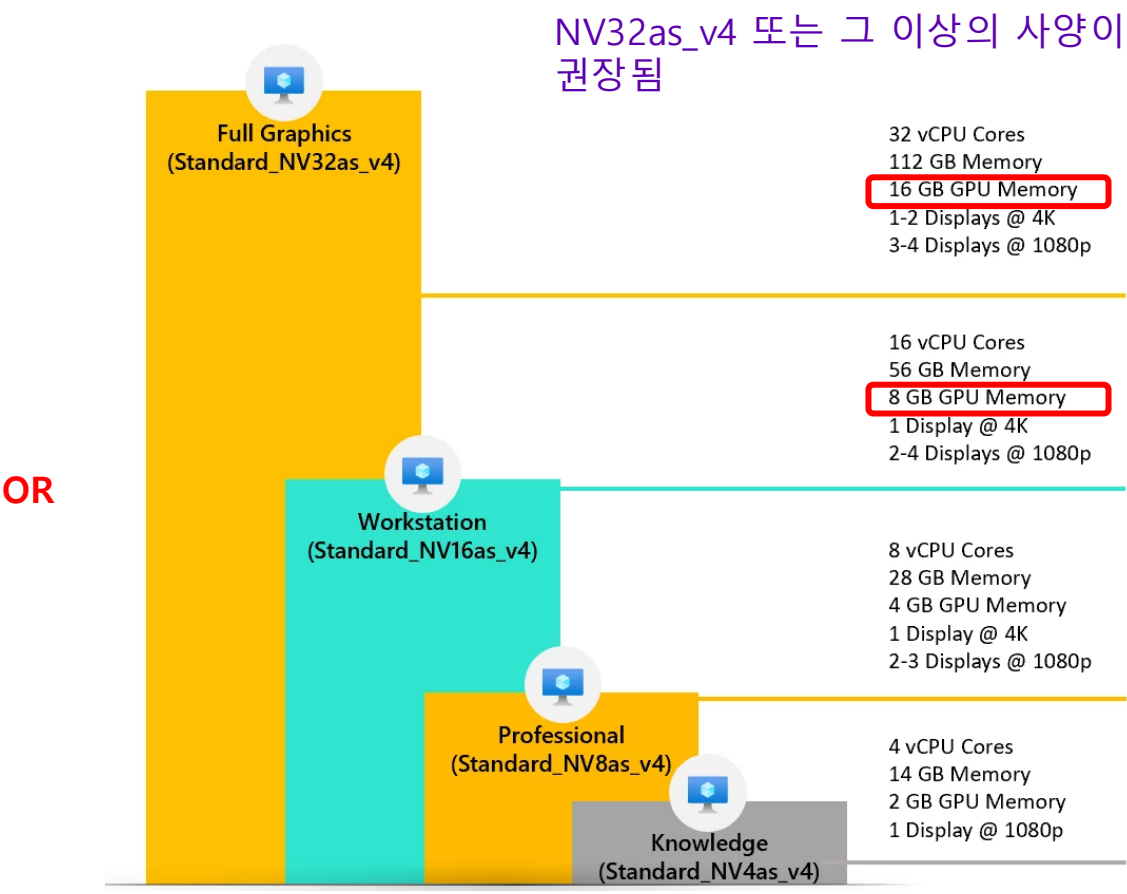 NV32as_v4 또는 그 이상의 사양이
권장됨
Full Graphics
(Standard_NV32as_v4)
32 vCPU Cores
112 GB Memory
16 GB GPU Memory
1-2 Displays @ 4K
3-4 Displays @ 1080p
16 vCPU Cores
56 GB Memory
8 GB GPU Memory
1 Display @ 4K
2-4 Displays @ 1080p
OR
Workstation
(Standard_NV16as_v4)
8 vCPU Cores
28 GB Memory
4 GB GPU Memory
1 Display @ 4K
2-3 Displays @ 1080p
Professional
(Standard_NV8as_v4)
4 vCPU Cores
14 GB Memory
2 GB GPU Memory
1 Display @ 1080p
Knowledge
(Standard_NV4as_v4)